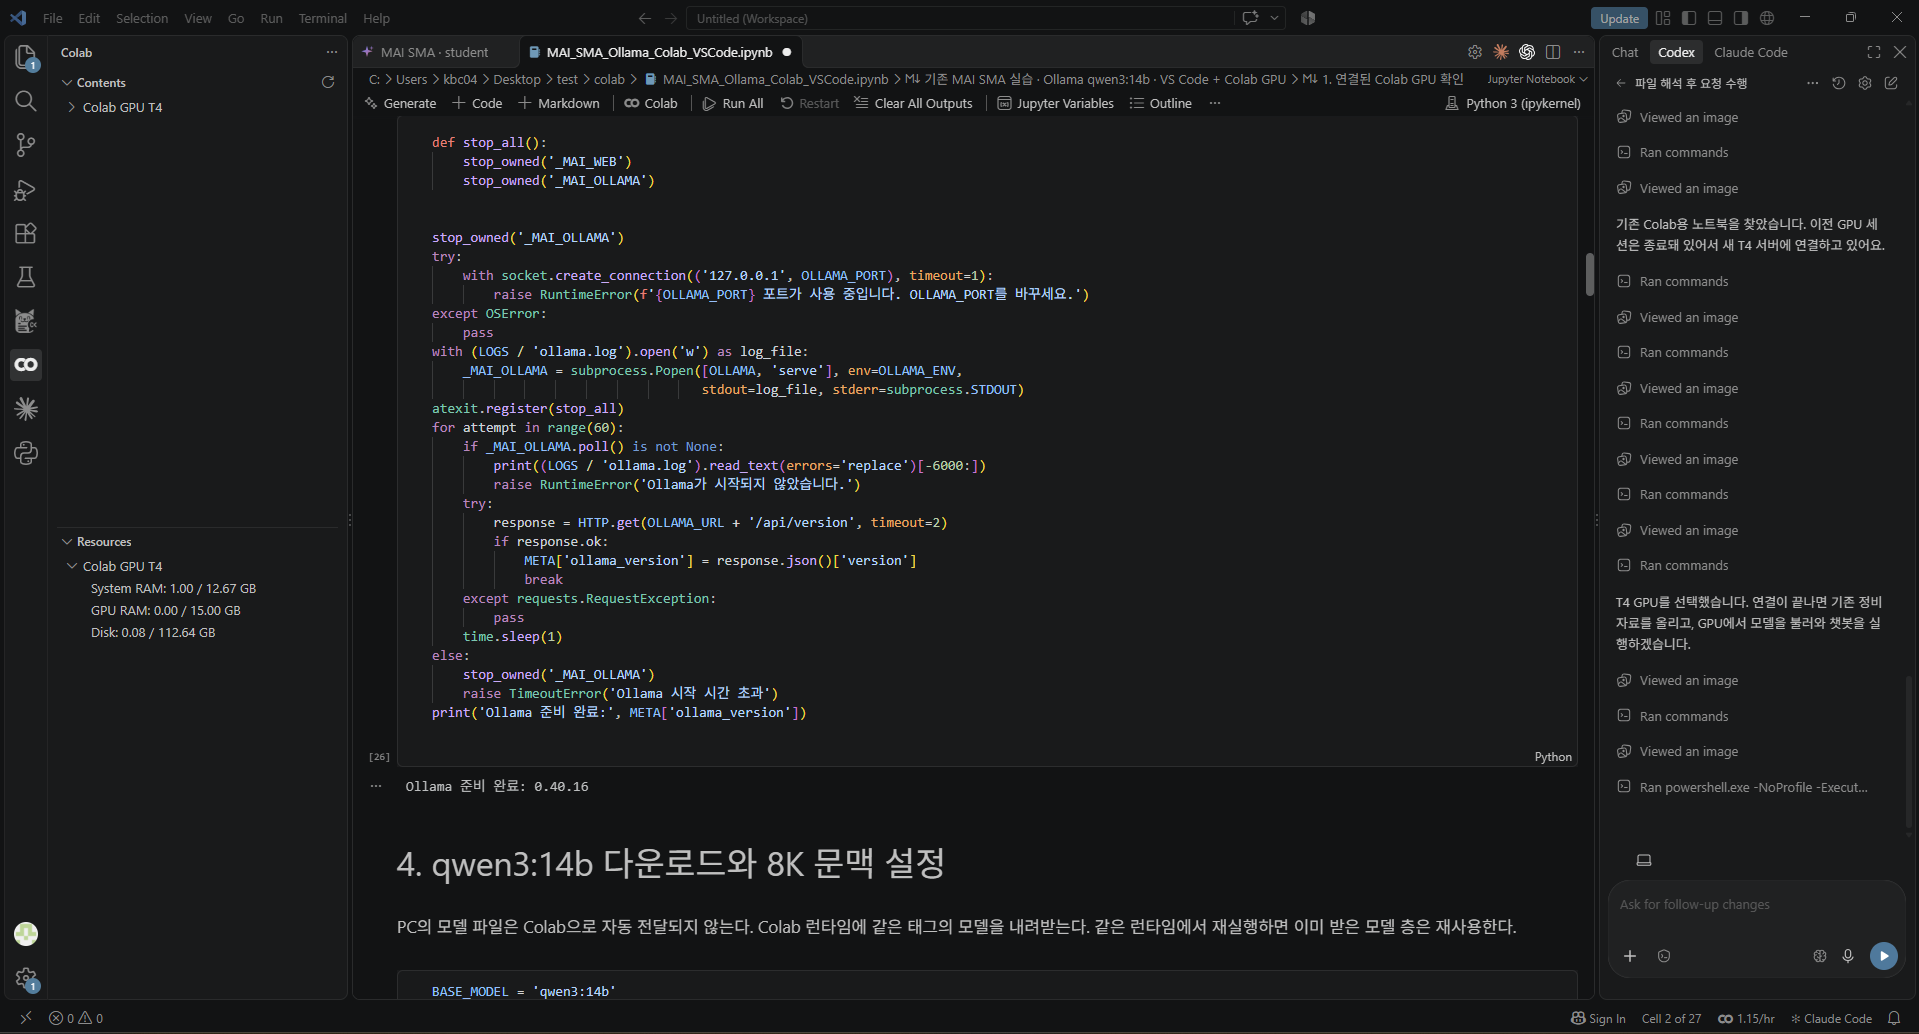 File Edit Selection View Go Run Terminal Help
Untitled (Workspace)
Update
Colab
Contents
Colab GPU T4
Resources
Colab GPU T4
System RAM: 1.00 / 12.67 GB
GPU RAM: 0.00 / 15.00 GB
Disk: 0.08 / 112.64 GB
MAI SMA · student
MAI_SMA_Ollama_Colab_VSCode.ipynb
C: > Users > kbc04 > Desktop > test > colab > MAI_SMA_Ollama_Colab_VSCode.ipynb > M↓ 기존 MAI SMA 실습 · Ollama qwen3:14b · VS Code + Colab GPU > M↓ 1. 연결된 Colab GPU 확인
Jupyter Notebook
Generate + Code + Markdown Colab Run All Restart Clear All Outputs Jupyter Variables Outline ···
Python 3 (ipykernel)
def stop_all():
    stop_owned('_MAI_WEB')
    stop_owned('_MAI_OLLAMA')
stop_owned('_MAI_OLLAMA')
try:
    with socket.create_connection(('127.0.0.1', OLLAMA_PORT), timeout=1):
        raise RuntimeError(f'{OLLAMA_PORT} 포트가 사용 중입니다. OLLAMA_PORT를 바꾸세요.')
except OSError:
    pass
with (LOGS / 'ollama.log').open('w') as log_file:
    _MAI_OLLAMA = subprocess.Popen([OLLAMA, 'serve'], env=OLLAMA_ENV,
                                   stdout=log_file, stderr=subprocess.STDOUT)
atexit.register(stop_all)
for attempt in range(60):
    if _MAI_OLLAMA.poll() is not None:
        print((LOGS / 'ollama.log').read_text(errors='replace')[-6000:])
        raise RuntimeError('Ollama가 시작되지 않았습니다.')
    try:
        response = HTTP.get(OLLAMA_URL + '/api/version', timeout=2)
        if response.ok:
            META['ollama_version'] = response.json()['version']
            break
    except requests.RequestException:
        pass
    time.sleep(1)
else:
    stop_owned('_MAI_OLLAMA')
    raise TimeoutError('Ollama 시작 시간 초과')
print('Ollama 준비 완료:', META['ollama_version'])
[26]
Python
Ollama 준비 완료: 0.40.16
4. qwen3:14b 다운로드와 8K 문맥 설정
PC의 모델 파일은 Colab으로 자동 전달되지 않는다. Colab 런타임에 같은 태그의 모델을 내려받는다. 같은 런타임에서 재실행하면 이미 받은 모델 층은 재사용한다.
BASE_MODEL = 'qwen3:14b'
Chat Codex Claude Code
파일 해석 후 요청 수행
Viewed an image
Ran commands
Viewed an image
기존 Colab용 노트북을 찾았습니다. 이전 GPU 세
션은 종료돼 있어서 새 T4 서버에 연결하고 있어요.
Ran commands
Viewed an image
Ran commands
Viewed an image
Ran commands
Viewed an image
Ran commands
Viewed an image
Ran commands
T4 GPU를 선택했습니다. 연결이 끝나면 기존 정비
자료를 올리고, GPU에서 모델을 불러와 챗봇을 실
행하겠습니다.
Viewed an image
Ran commands
Viewed an image
Ran powershell.exe -NoProfile -Execut...
Ask for follow-up changes
1
1
0 0
Sign In Cell 2 of 27 1.15/hr Claude Code